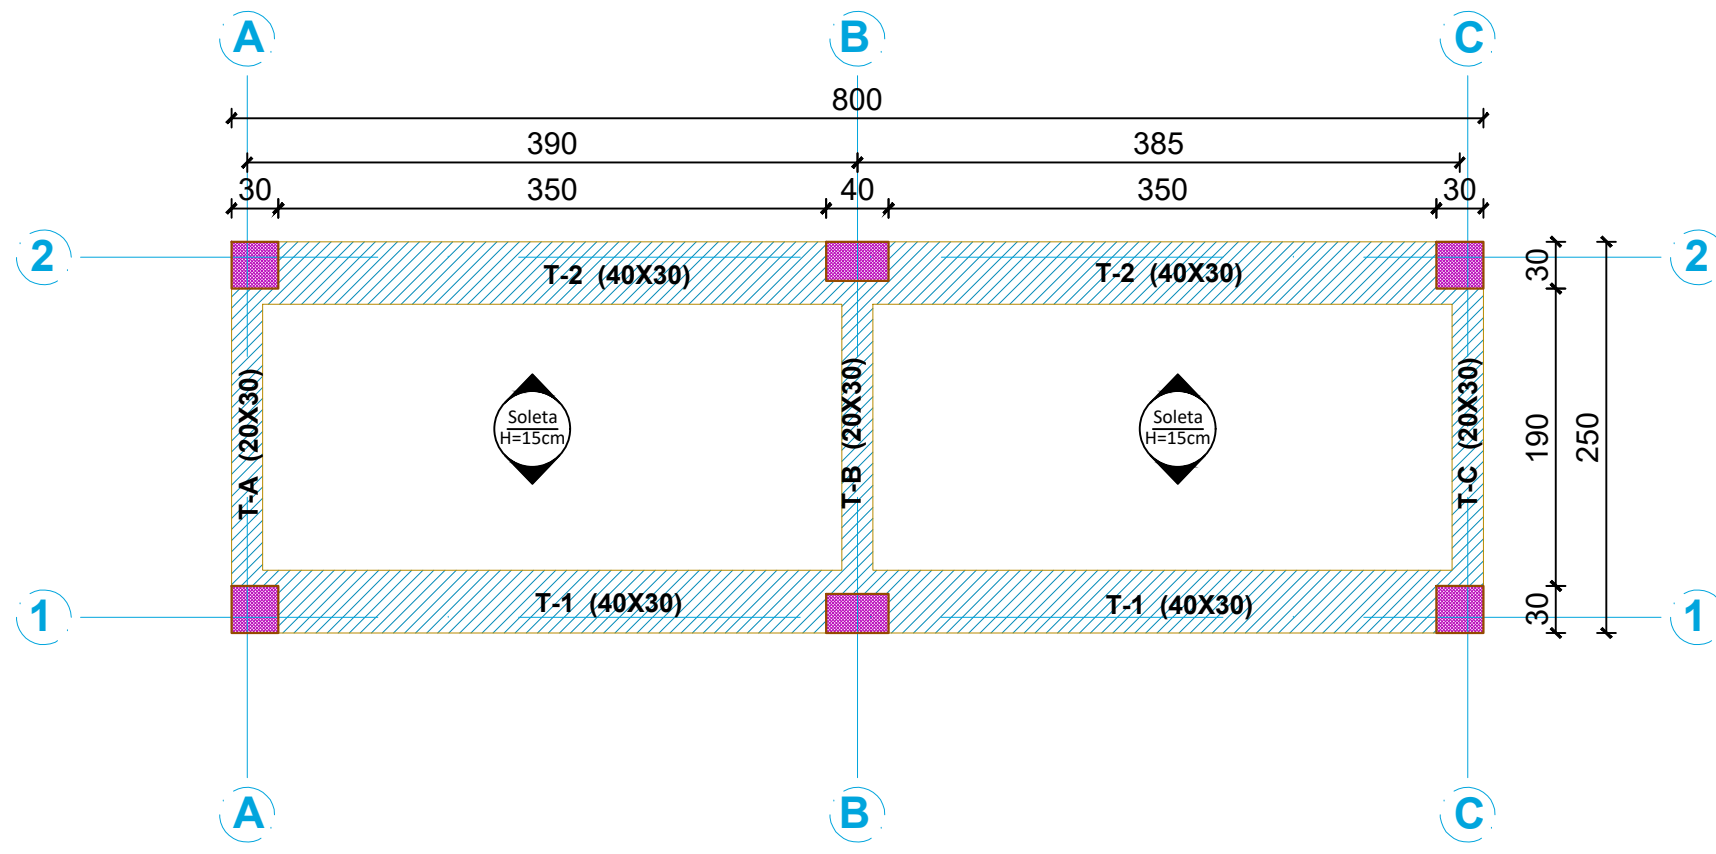 A B C
800
390 385
30 350 40 350 30
2 2
T-2 (40X30) T-2 (40X30)
30
T-A (20X30)
T-B (20X30)
T-C (20X30)
Soleta
H=15cm
Soleta
H=15cm
190
250
T-1 (40X30) T-1 (40X30)
30
1 1
A B C